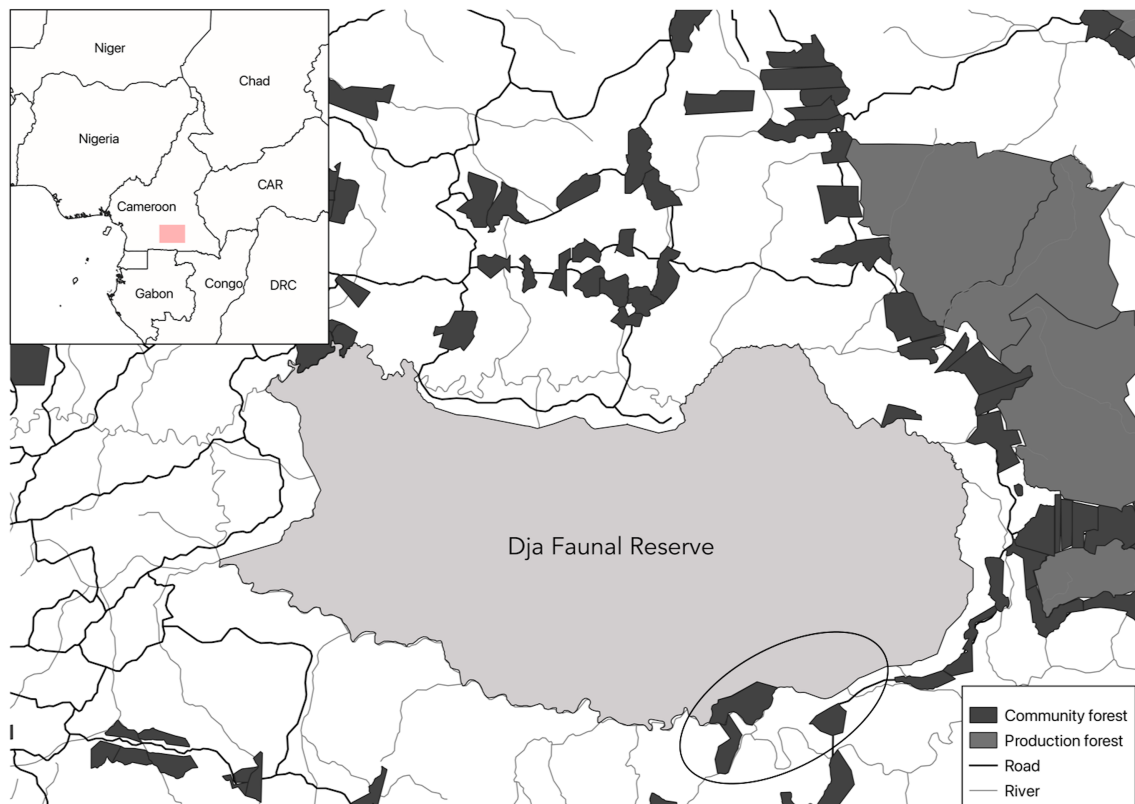 Niger
Chad
Nigeria
CAR
Cameroon
Gabon
Congo
DRC
Dja Faunal Reserve
Community forest
Production forest
Road
River